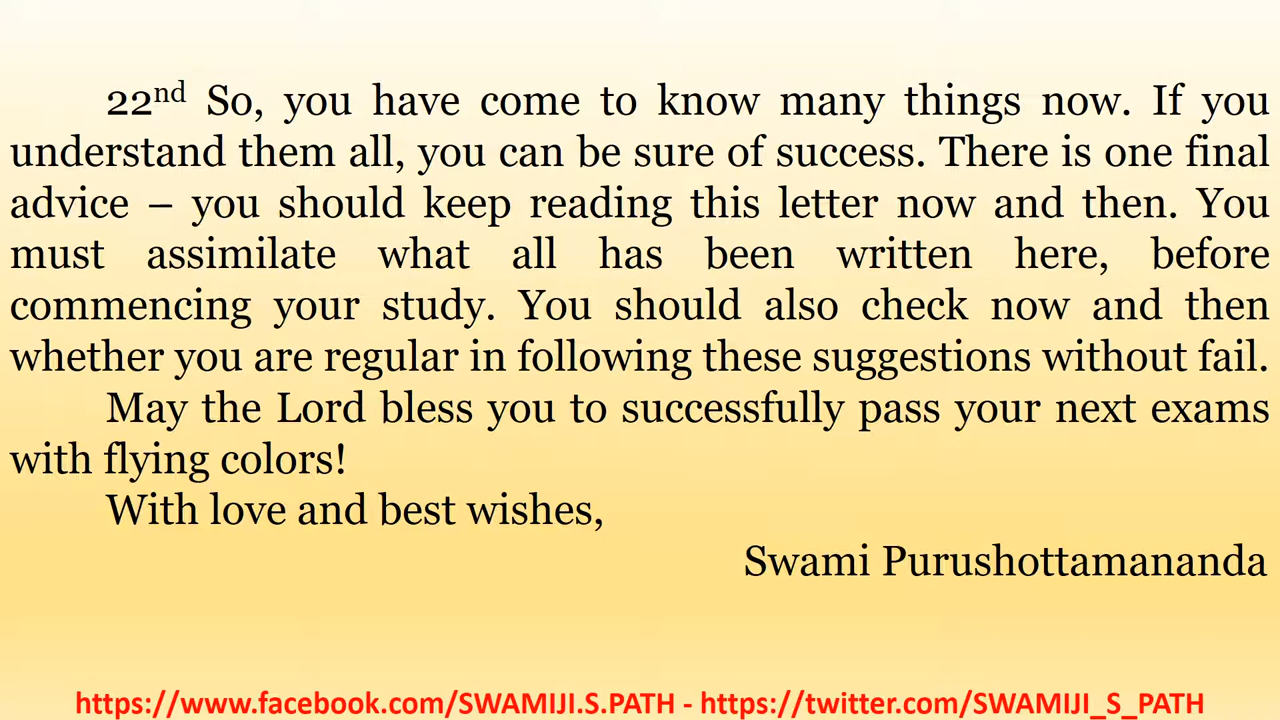 22nd So, you have come to know many things now. If you
understand them all, you can be sure of success. There is one final
advice – you should keep reading this letter now and then. You
must assimilate what all has been written here, before
commencing your study. You should also check now and then
whether you are regular in following these suggestions without fail.
May the Lord bless you to successfully pass your next exams
with flying colors!
With love and best wishes,
Swami Purushottamananda
https://www.facebook.com/SWAMIJI.S.PATH - https://twitter.com/SWAMIJI_S_PATH